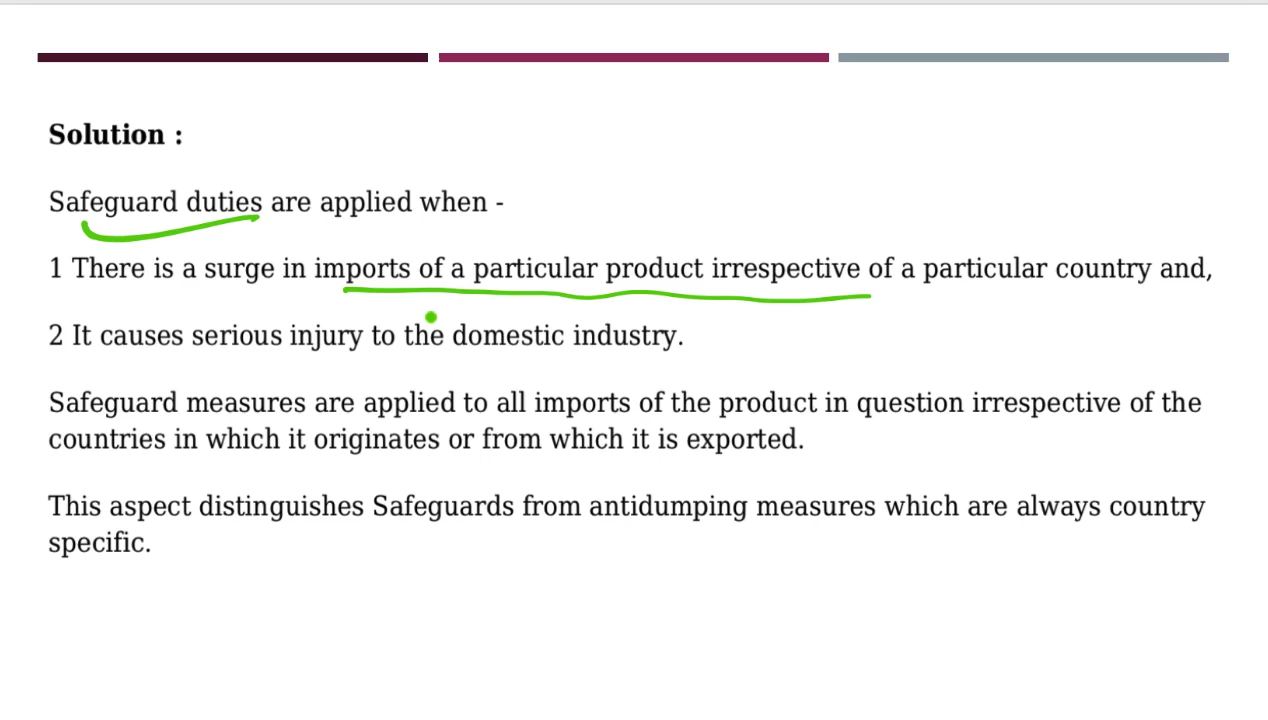 Solution :
Safeguard duties are applied when -
1 There is a surge in imports of a particular product irrespective of a particular country and,
2 It causes serious injury to the domestic industry.
Safeguard measures are applied to all imports of the product in question irrespective of the
countries in which it originates or from which it is exported.
This aspect distinguishes Safeguards from antidumping measures which are always country
specific.